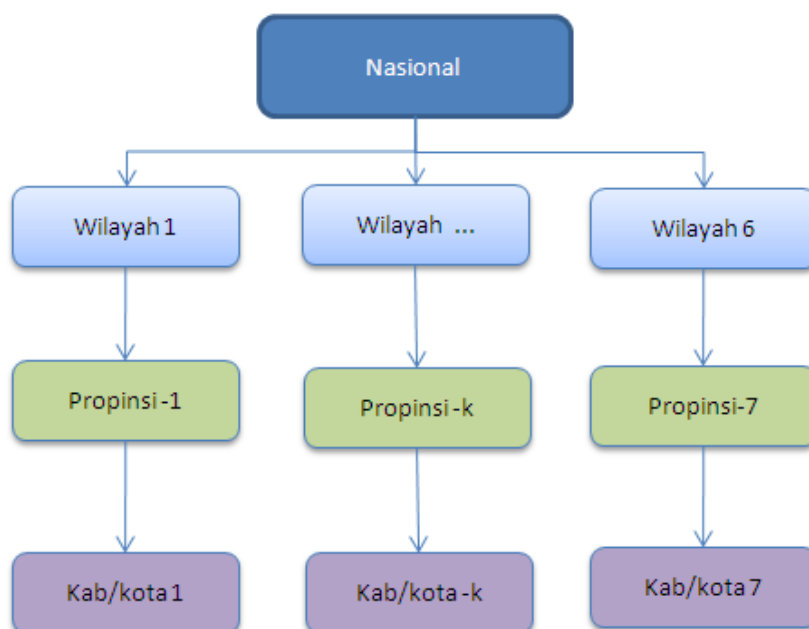 Nasional
Wilayah 1
Wilayah ...
Wilayah 6
Propinsi -1
Propinsi -k
Propinsi-7
Kab/kota 1
Kab/kota -k
Kab/kota 7